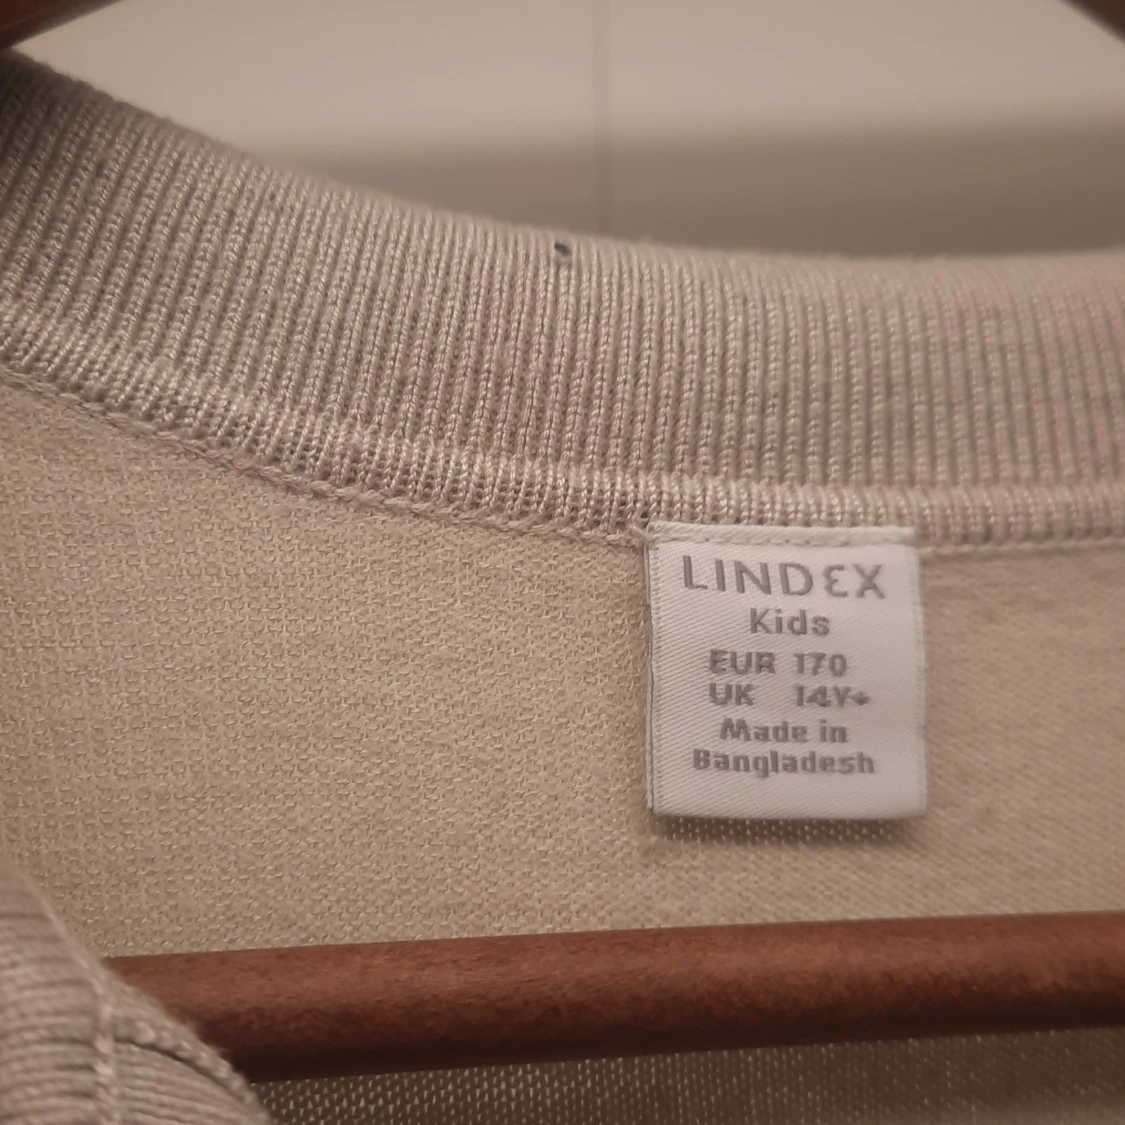 LINDEX
Kids
EUR 170
UK 14Y+
Made in
Bangladesh